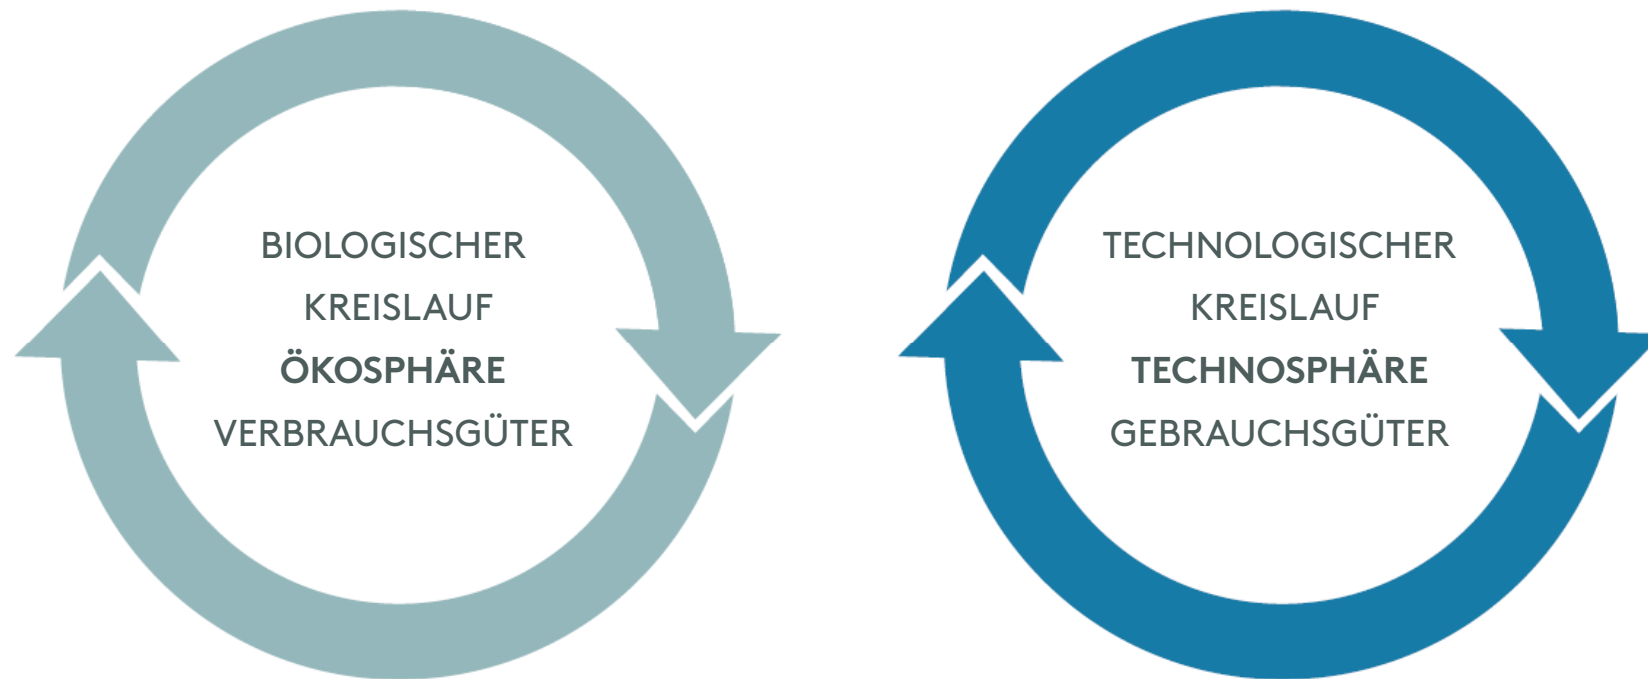 BIOLOGISCHER
KREISLAUF
ÖKOSPHÄRE
VERBRAUCHSGÜTER
TECHNOLOGISCHER
KREISLAUF
TECHNOSPHÄRE
GEBRAUCHSGÜTER